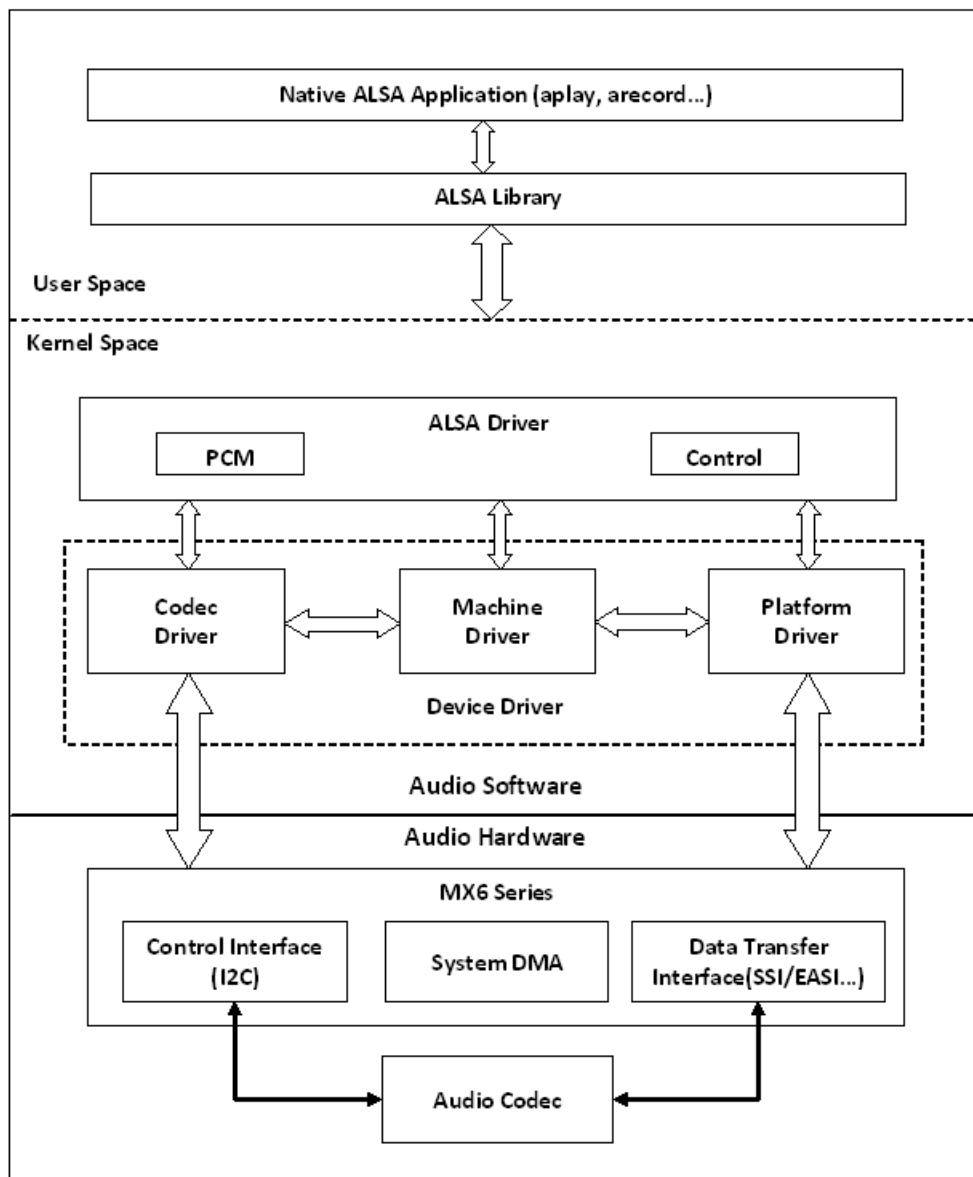 Native ALSA Application (aplay, arecord...)
ALSA Library
User Space
Kernel Space
ALSA Driver
PCM
Control
Codec
Driver
Machine
Driver
Platform
Driver
Device Driver
Audio Software
Audio Hardware
MX6 Series
Control Interface
(I2C)
System DMA
Data Transfer
Interface(SSI/EASI...)
Audio Codec